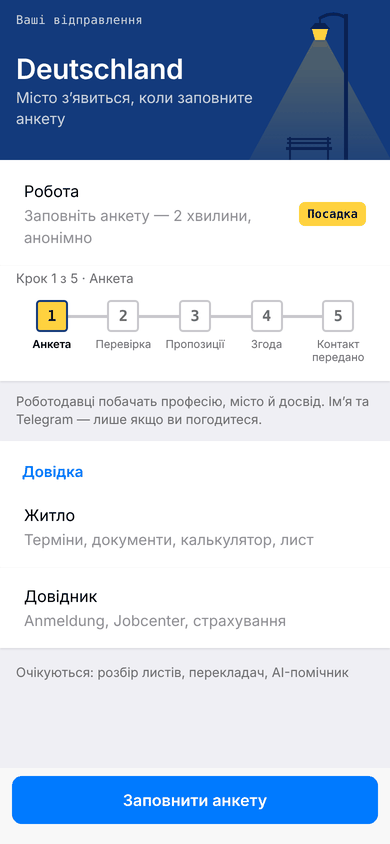 Ваші відправлення
Deutschland
Місто з’явиться, коли заповните
анкету
Робота
Заповніть анкету — 2 хвилини,
анонімно
Посадка
Крок 1 з 5 · Анкета
1 2 3 4 5
Анкета Перевірка Пропозиції Згода Контакт
передано
Роботодавці побачать професію, місто й досвід. Ім’я та
Telegram — лише якщо ви погодитеся.
Довідка
Житло
Терміни, документи, калькулятор, лист
Довідник
Anmeldung, Jobcenter, страхування
Очікуються: розбір листів, перекладач, AI-помічник
Заповнити анкету